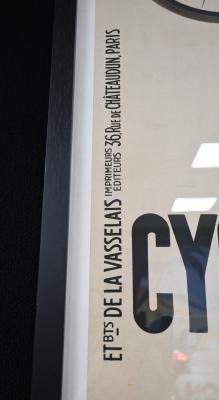 ETBTS DE LA VASSELAIS IMPRIMEURS EDITEURS 36, RUE DE CHÂTEAUDUN, PARIS
CY